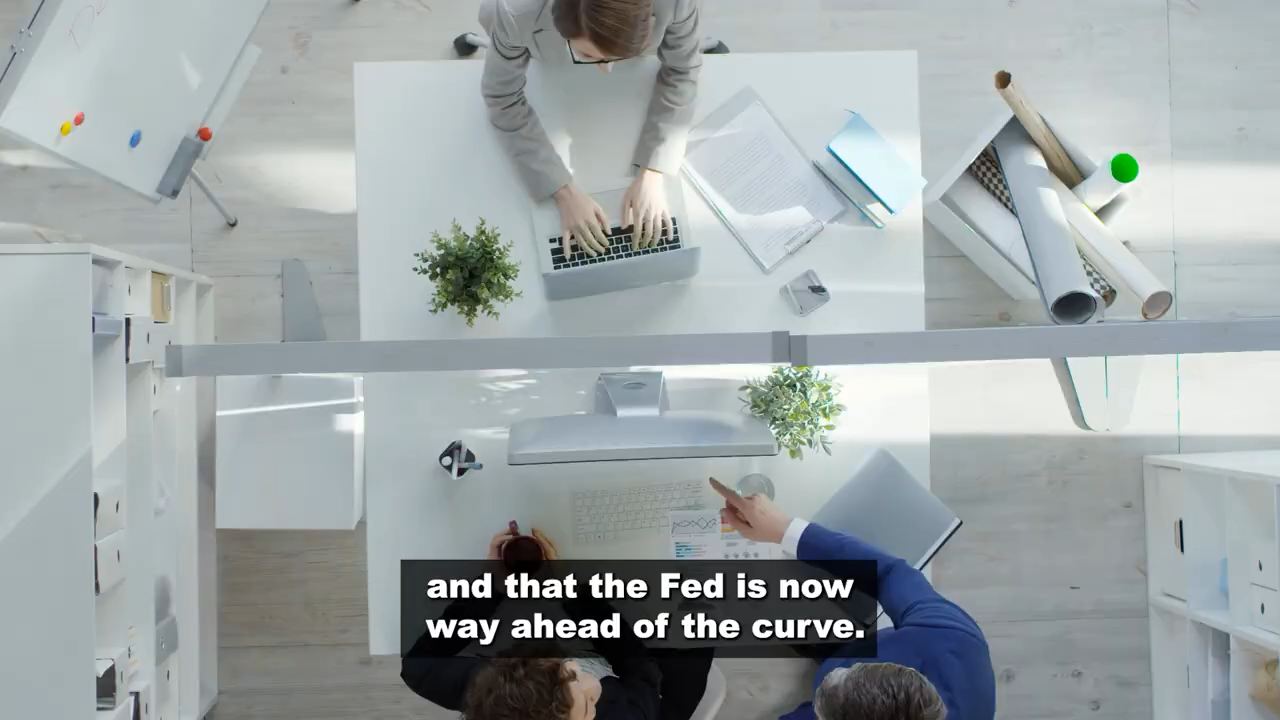 and that the Fed is now
way ahead of the curve.